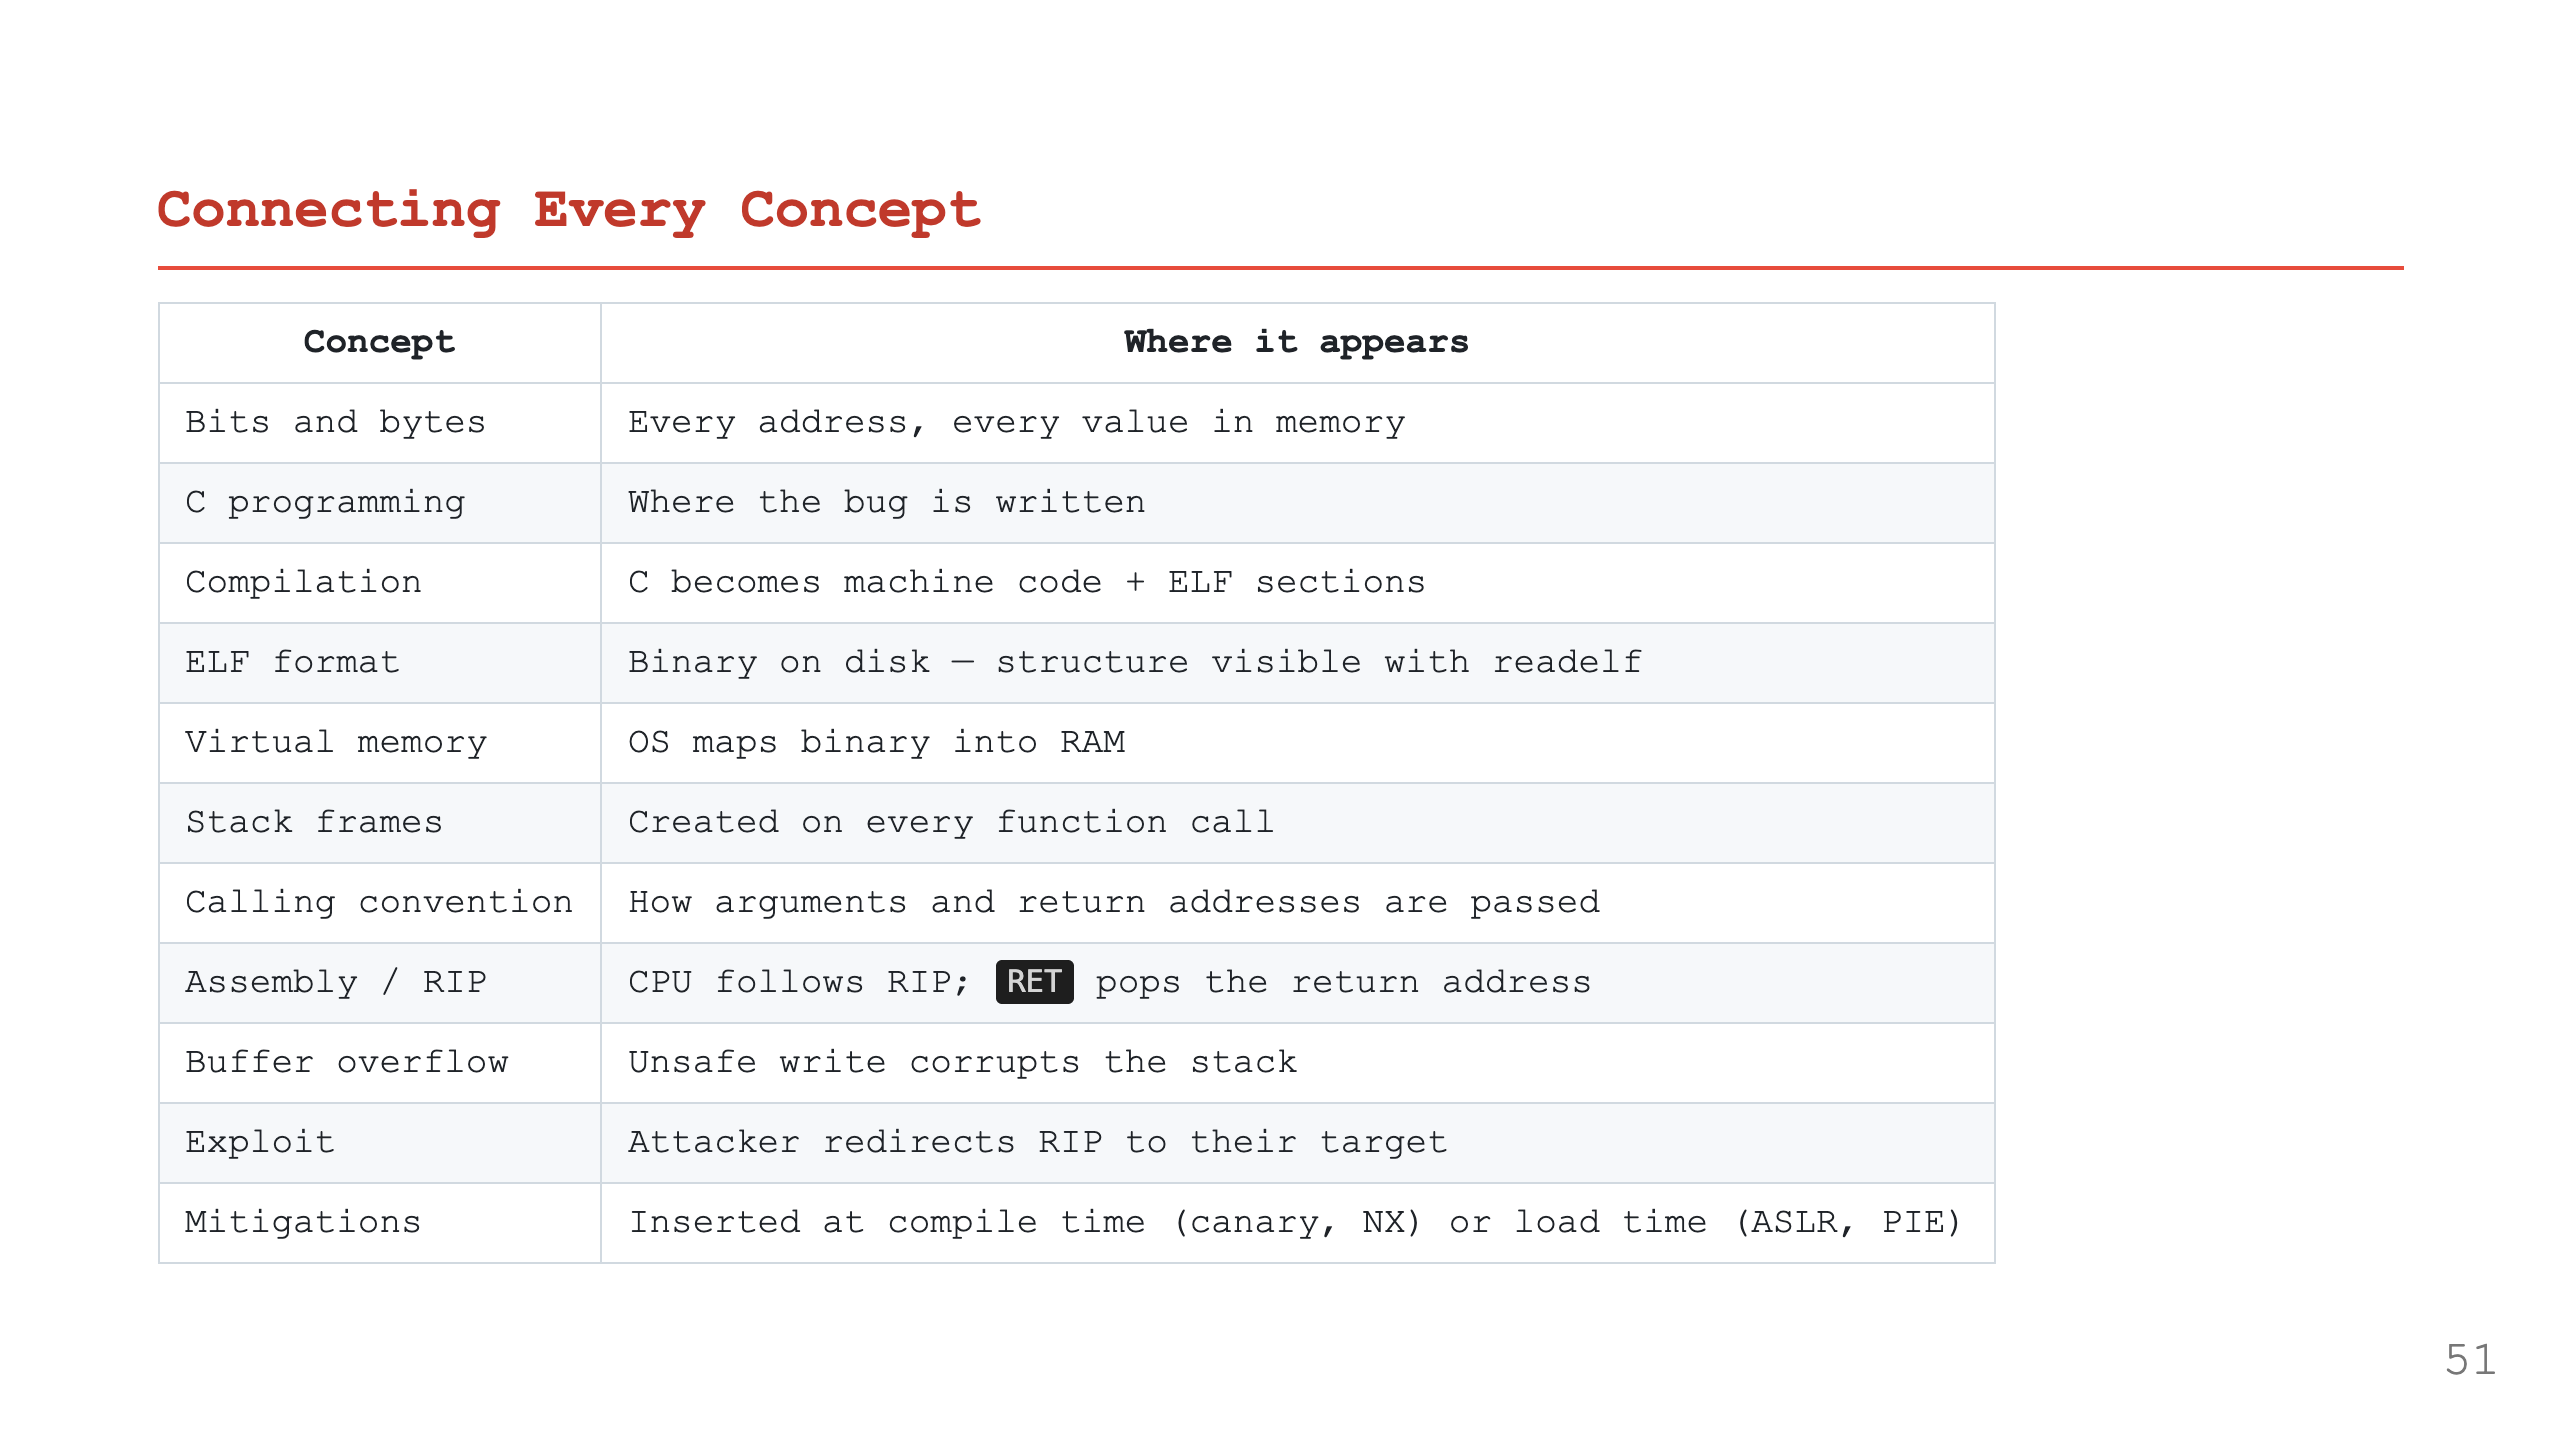 Connecting Every Concept
Concept Where it appears
Bits and bytes Every address, every value in memory
C programming Where the bug is written
Compilation C becomes machine code + ELF sections
ELF format Binary on disk — structure visible with readelf
Virtual memory OS maps binary into RAM
Stack frames Created on every function call
Calling convention How arguments and return addresses are passed
Assembly / RIP CPU follows RIP; RET pops the return address
Buffer overflow Unsafe write corrupts the stack
Exploit Attacker redirects RIP to their target
Mitigations Inserted at compile time (canary, NX) or load time (ASLR, PIE)
51